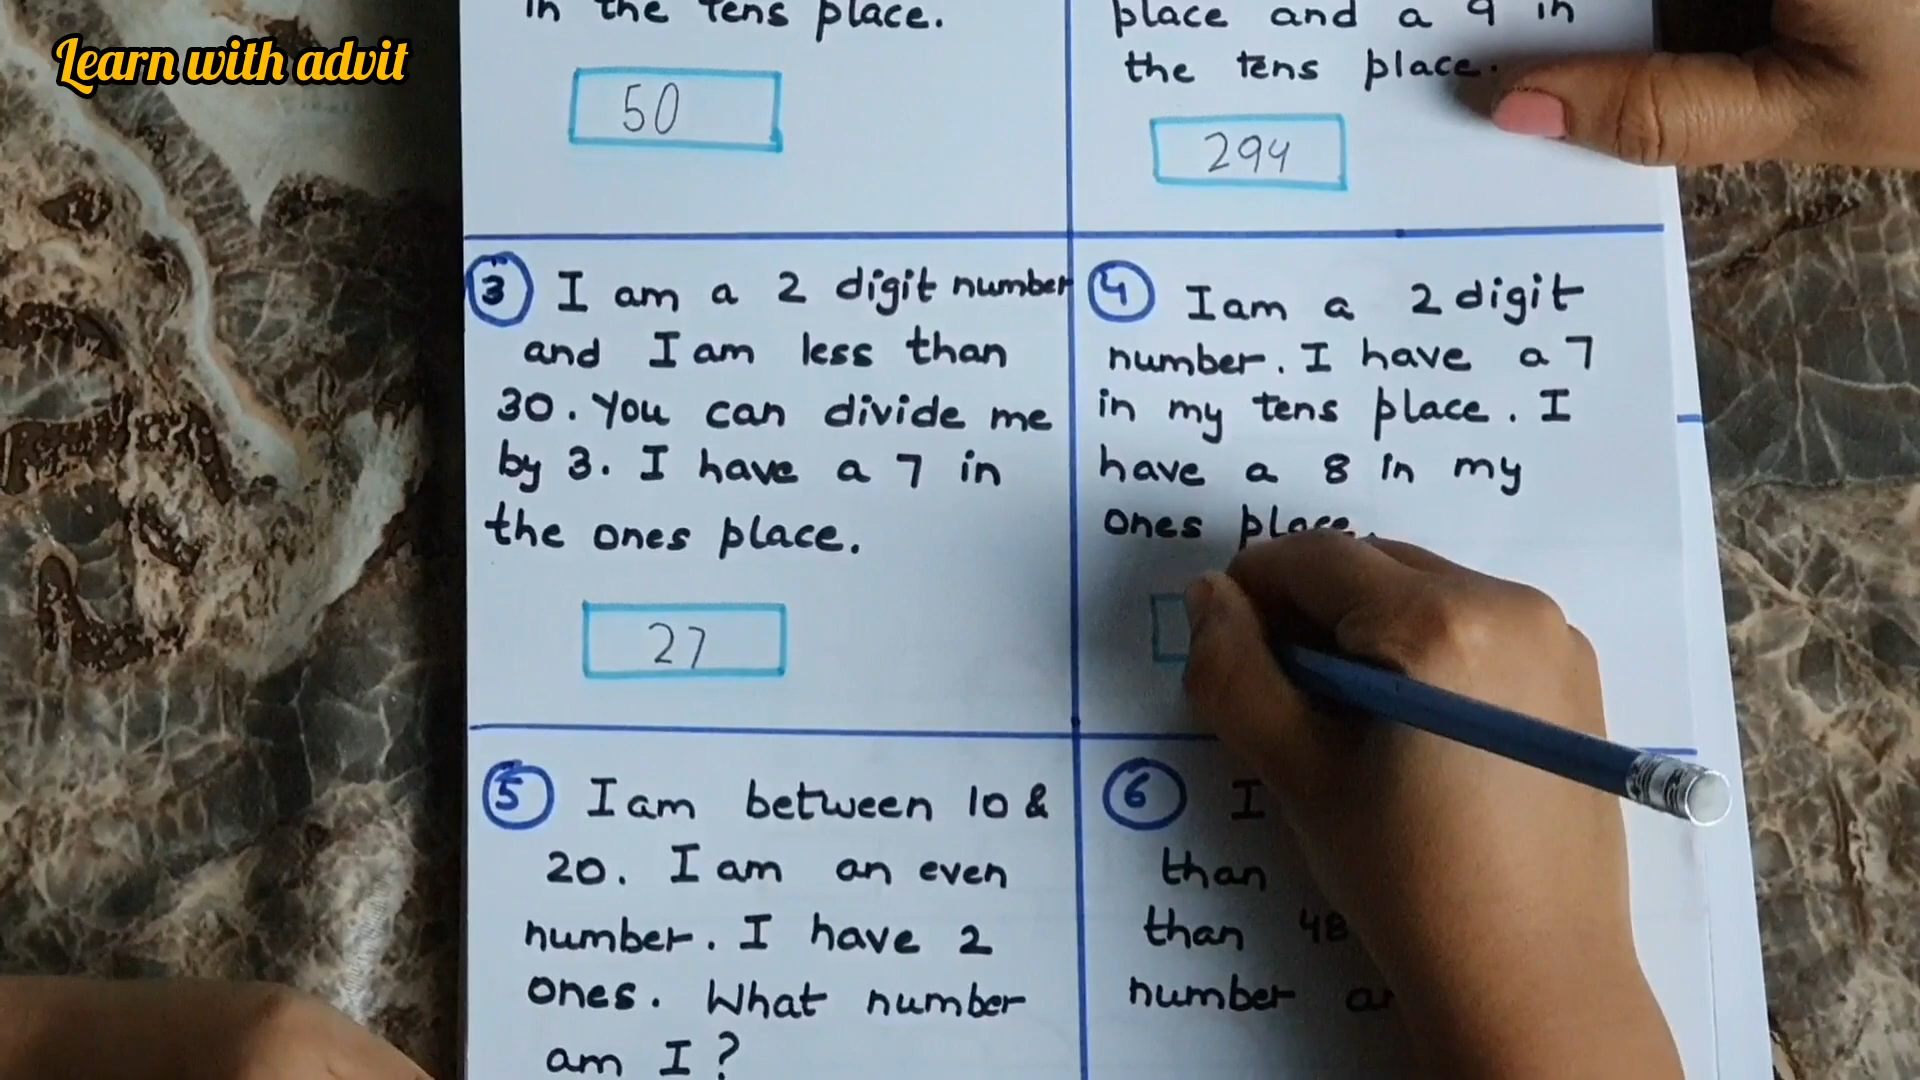 Learn with advit
in the tens place.
50
place and a 9 in
the tens place.
294
3 I am a 2 digit number
and I am less than
30. You can divide me
by 3. I have a 7 in
the ones place.
27
4 I am a 2 digit
number. I have a 7
in my tens place. I
have a 8 in my
ones place.
5 I am between 10 &
20. I am an even
number. I have 2
ones. What number
am I?
6 I
than
than 48
number